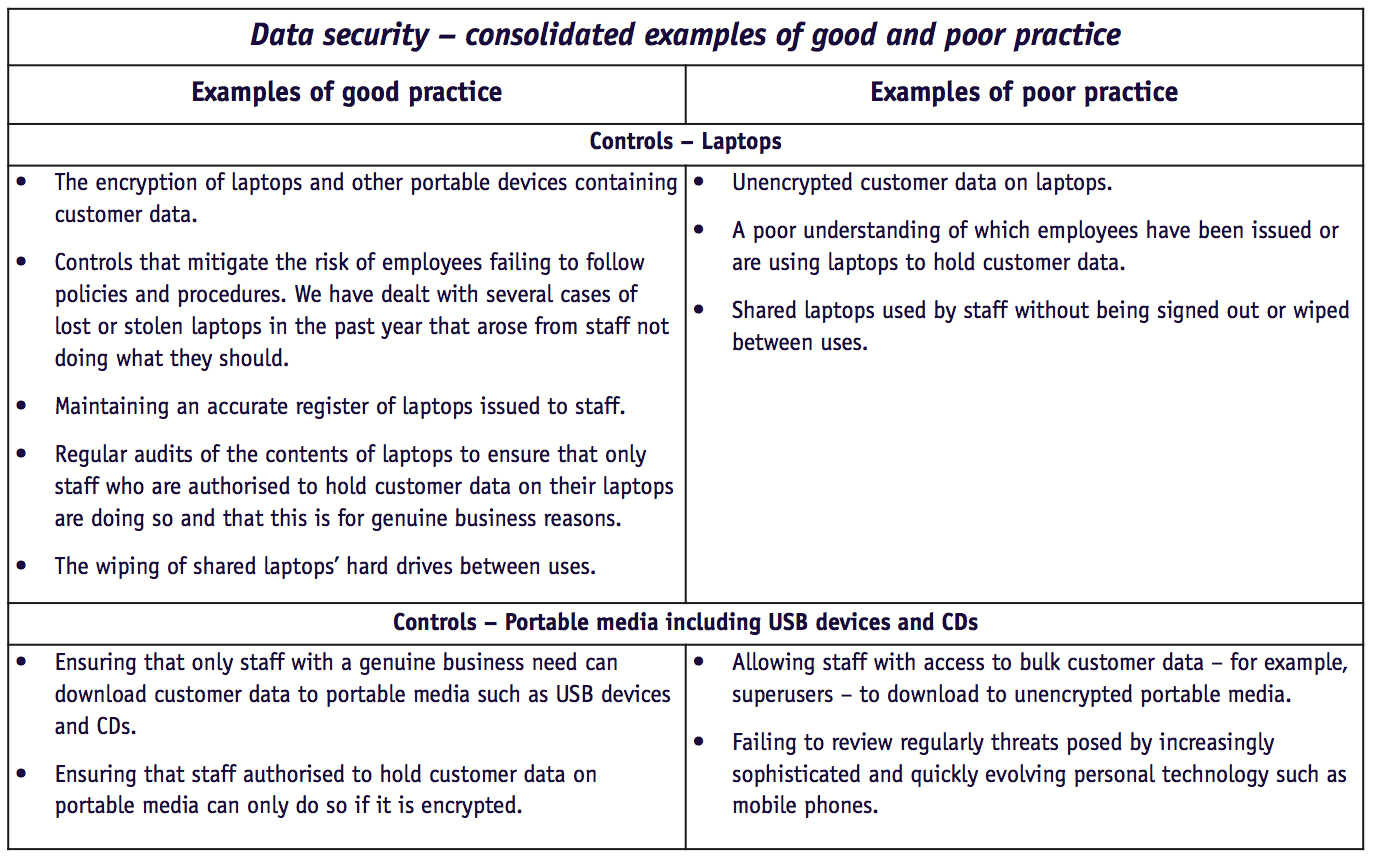 Data security – consolidated examples of good and poor practice
Examples of good practice
Examples of poor practice
Controls – Laptops
• The encryption of laptops and other portable devices containing
customer data.
• Controls that mitigate the risk of employees failing to follow
policies and procedures. We have dealt with several cases of
lost or stolen laptops in the past year that arose from staff not
doing what they should.
• Maintaining an accurate register of laptops issued to staff.
• Regular audits of the contents of laptops to ensure that only
staff who are authorised to hold customer data on their laptops
are doing so and that this is for genuine business reasons.
• The wiping of shared laptops’ hard drives between uses.
• Unencrypted customer data on laptops.
• A poor understanding of which employees have been issued or
are using laptops to hold customer data.
• Shared laptops used by staff without being signed out or wiped
between uses.
Controls – Portable media including USB devices and CDs
• Ensuring that only staff with a genuine business need can
download customer data to portable media such as USB devices
and CDs.
• Ensuring that staff authorised to hold customer data on
portable media can only do so if it is encrypted.
• Allowing staff with access to bulk customer data – for example,
superusers – to download to unencrypted portable media.
• Failing to review regularly threats posed by increasingly
sophisticated and quickly evolving personal technology such as
mobile phones.